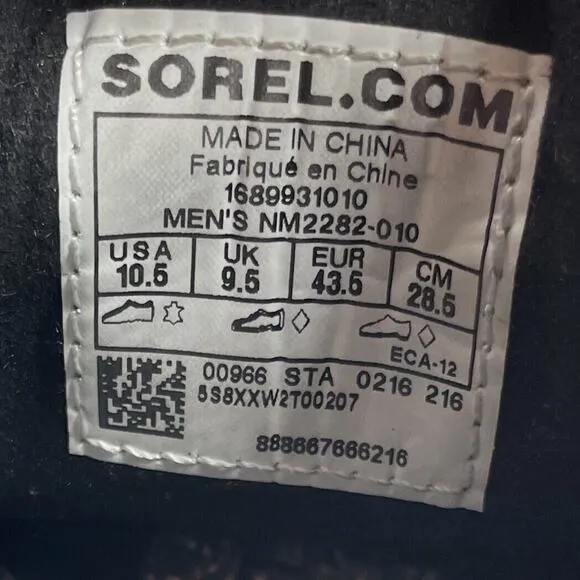 SOREL.COM
MADE IN CHINA
Fabriqué en Chine
1689931010
MEN'S NM2282-010
USA UK EUR CM
10.5 9.5 43.5 28.5
ECA-12
00966 STA 0216 216
8S8XXW2T00207
888667666216